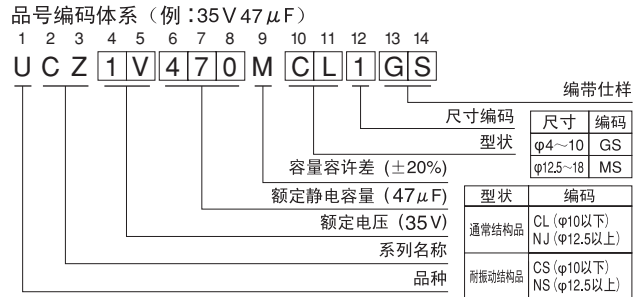 品号编码体系（例：35V 47μF）
1 2 3 4 5 6 7 8 9 10 11 12 13 14
U C Z 1 V 4 7 0 M C L 1 G S
编带仕样
尺寸编码
型状
尺寸 编码
φ4～10 GS
φ12.5～18 MS
容量容许差（±20%）
额定静电容量（47μF）
额定电压（35V）
系列名称
品种
型状 编码
通常结构品 CL（φ10以下）
NJ（φ12.5以上）
耐振动结构品 CS（φ10以下）
NS（φ12.5以上）